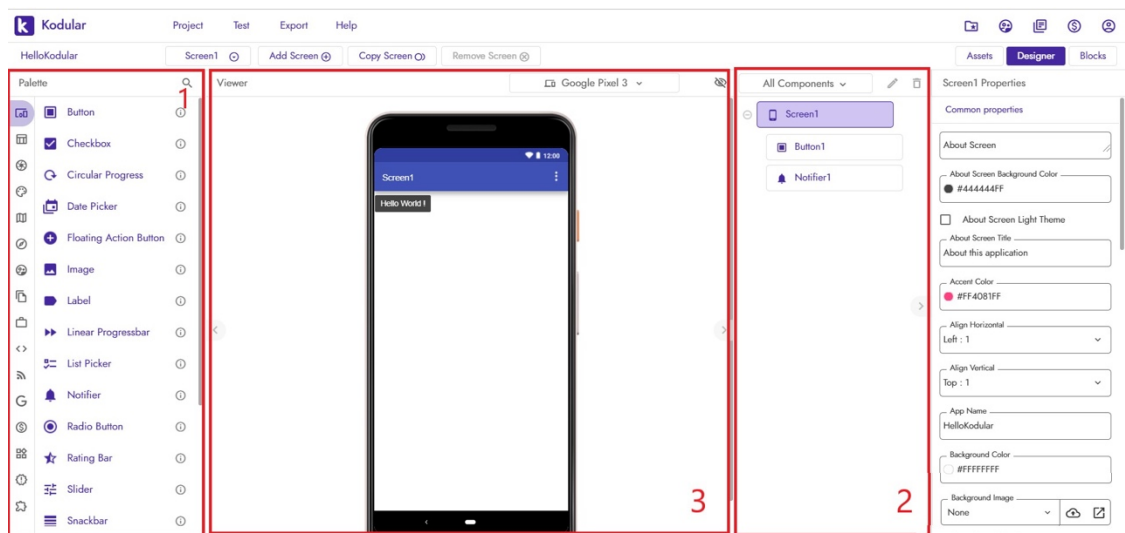 Kodular Project Test Export Help
HelloKodular Screen1 Add Screen Copy Screen Remove Screen Assets Designer Blocks
Palette
1
Button
Checkbox
Circular Progress
Date Picker
Floating Action Button
Image
Label
Linear Progressbar
List Picker
Notifier
Radio Button
Rating Bar
Slider
Snackbar
Viewer Google Pixel 3
12:00
Screen1
Hello World !
3
All Components
Screen1
Button1
Notifier1
2
Screen1 Properties
Common properties
About Screen
About Screen Background Color
#444444FF
About Screen Light Theme
About Screen Title
About this application
Accent Color
#FF4081FF
Align Horizontal
Left : 1
Align Vertical
Top : 1
App Name
HelloKodular
Background Color
#FFFFFFFF
Background Image
None